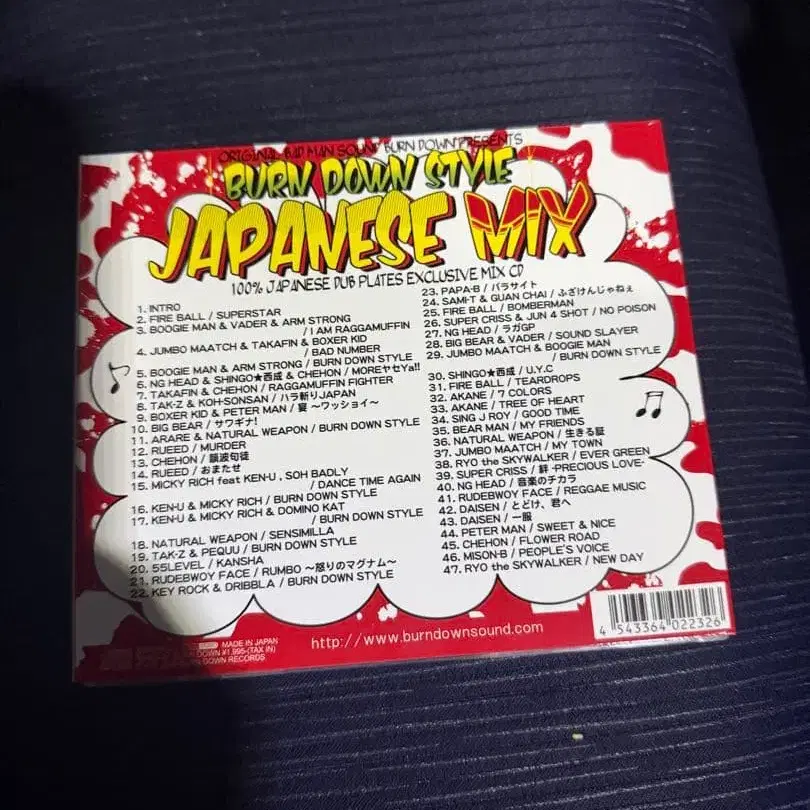 ORIGINAL BAD MAN SOUND BURN DOWN PRESENTS
BURN DOWN STYLE
JAPANESE MIX
100% JAPANESE DUB PLATES EXCLUSIVE MIX CD
1. INTRO
2. FIRE BALL / SUPERSTAR
3. BOOGIE MAN & VADER & ARM STRONG
/ I AM RAGGAMUFFIN
4. JUMBO MAATCH & TAKAFIN & BOXER KID
/ BAD NUMBER
5. BOOGIE MAN & ARM STRONG / BURN DOWN STYLE
6. NG HEAD & SHINGO★西成 & CHEHON / MOREヤセYa!!
7. TAKAFIN & CHEHON / RAGGAMUFFIN FIGHTER
8. TAK-Z & KOH-SONSAN / ハラ斬りJAPAN
9. BOXER KID & PETER MAN / 宴 〜ワッショイ〜
10. BIG BEAR / サワギナ!
11. ARARE & NATURAL WEAPON / BURN DOWN STYLE
12. RUEED / MURDER
13. CHEHON / 韻波句徒
14. RUEED / おまたせ
15. MICKY RICH feat KEN-U , SOH BADLY
/ DANCE TIME AGAIN
16. KEN-U & MICKY RICH / BURN DOWN STYLE
17. KEN-U & MICKY RICH & DOMINO KAT
/ BURN DOWN STYLE
18. NATURAL WEAPON / SENSIMILLA
19. TAK-Z & PEQUU / BURN DOWN STYLE
20. 55LEVEL / KANSHA
21. RUDEBWOY FACE / RUMBO 〜怒りのマグナム〜
22. KEY ROCK & DRIBBLA / BURN DOWN STYLE
23. PAPA-B / パラサイト
24. SAMI-T & GUAN CHAI / ふざけんじゃねぇ
25. FIRE BALL / BOMBERMAN
26. SUPER CRISS & JUN 4 SHOT / NO POISON
27. NG HEAD / ラガGP
28. BIG BEAR & VADER / SOUND SLAYER
29. JUMBO MAATCH & BOOGIE MAN
/ BURN DOWN STYLE
30. SHINGO★西成 / U.Y.C
31. FIRE BALL / TEARDROPS
32. AKANE / 7 COLORS
33. AKANE / TREE OF HEART
34. SING J ROY / GOOD TIME
35. BEAR MAN / MY FRIENDS
36. NATURAL WEAPON / 生きる証
37. JUMBO MAATCH / MY TOWN
38. RYO the SKYWALKER / EVER GREEN
39. SUPER CRISS / 絆 -PRECIOUS LOVE-
40. NG HEAD / 音楽のチカラ
41. RUDEBWOY FACE / REGGAE MUSIC
42. DAISEN / とどけ、君へ
43. DAISEN / 一服
44. PETER MAN / SWEET & NICE
45. CHEHON / FLOWER ROAD
46. MISON-B / PEOPLE'S VOICE
47. RYO the SKYWALKER / NEW DAY
MADE IN JAPAN
DOWN ¥1,995-(TAX IN)
DOWN RECORDS
http://www.burndownsound.com
4 543364 022326